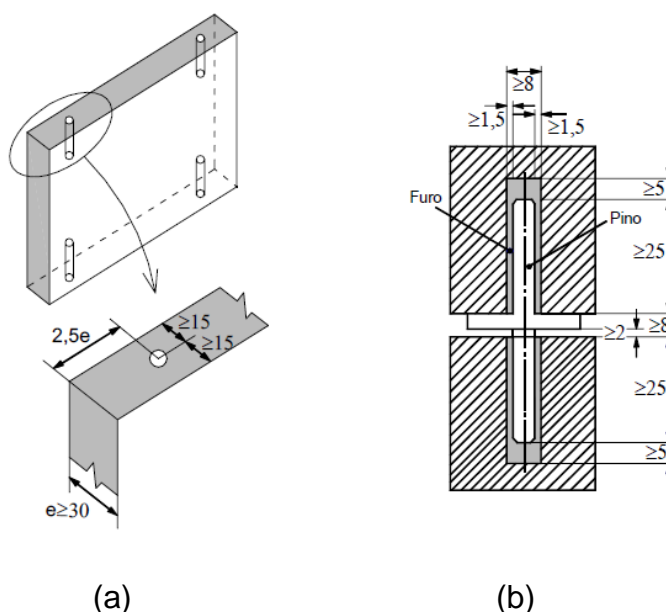 ≥8
≥1,5
≥1,5
≥5
Furo
Pino
≥25
2,5e
≥15
≥15
≥2
≥8
≥25
≥5
e≥30
(a)
(b)